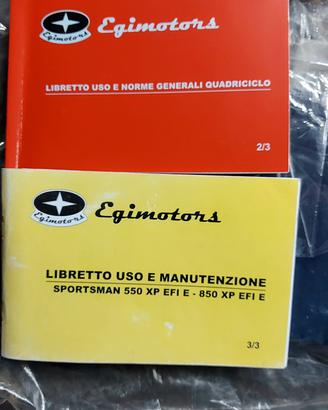 Egimotors
Egimotors
LIBRETTO USO E NORME GENERALI QUADRICICLO
2/3
Egimotors
Egimotors
LIBRETTO USO E MANUTENZIONE
SPORTSMAN 550 XP EFI E - 850 XP EFI E
3/3